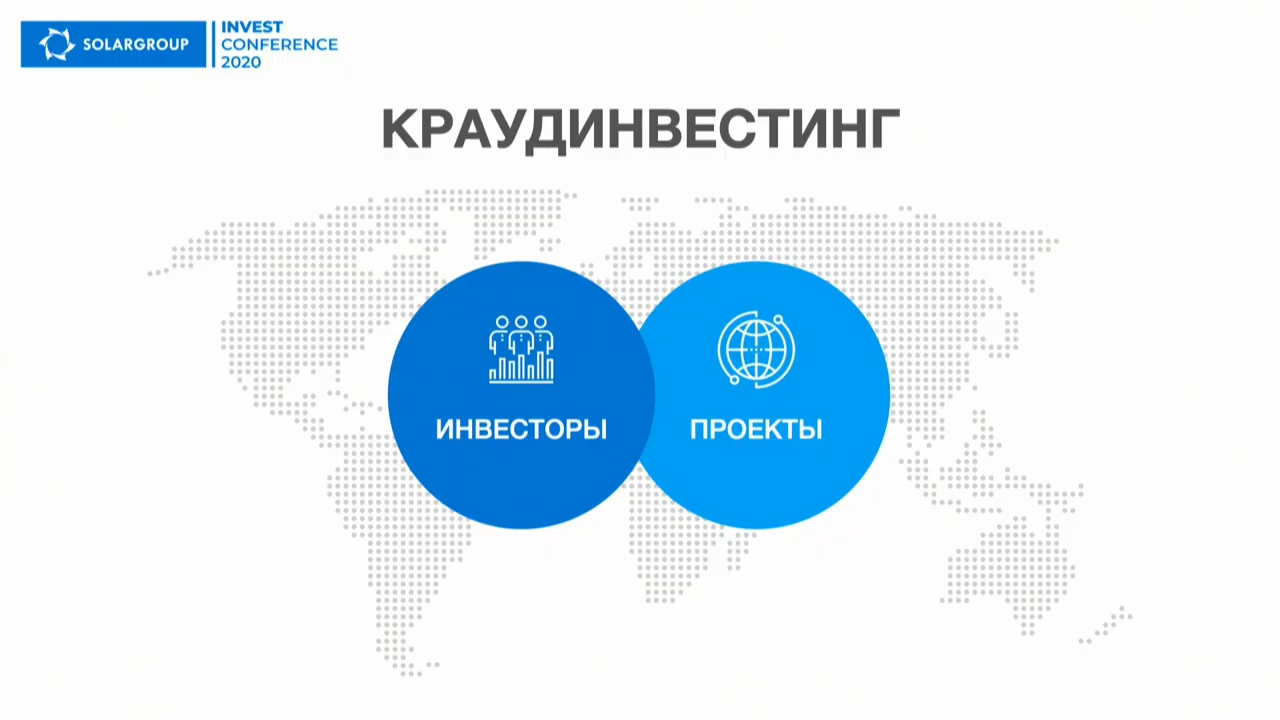 SOLARGROUP
INVEST
CONFERENCE
2020
КРАУДИНВЕСТИНГ
ИНВЕСТОРЫ
ПРОЕКТЫ